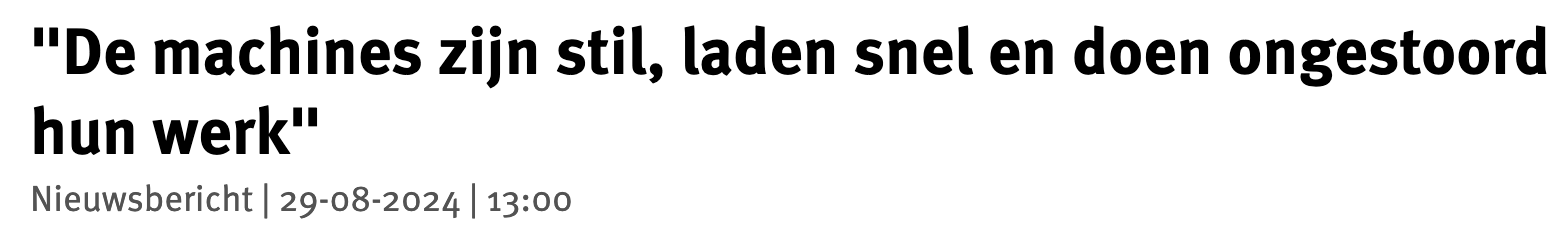 "De machines zijn stil, laden snel en doen ongestoord
hun werk"
Nieuwsbericht | 29-08-2024 | 13:00